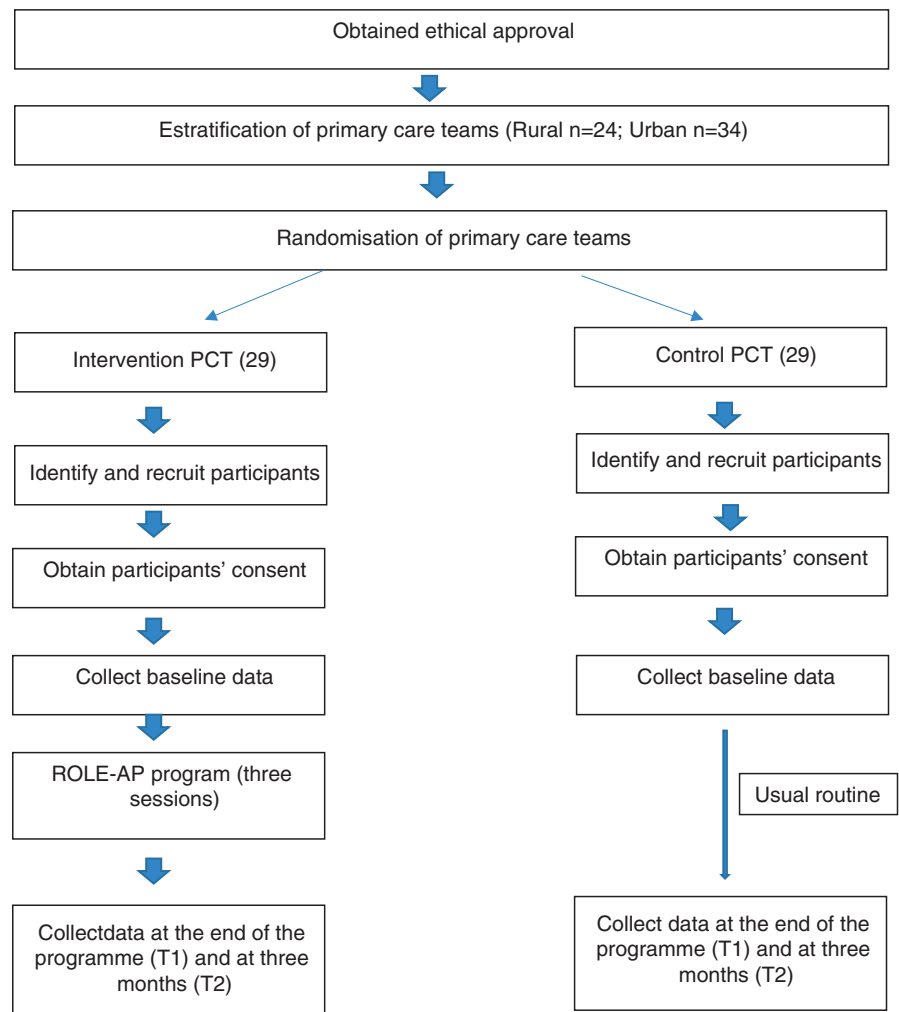 Obtained ethical approval
Estratification of primary care teams (Rural n=24; Urban n=34)
Randomisation of primary care teams
Intervention PCT (29)
Control PCT (29)
Identify and recruit participants
Identify and recruit participants
Obtain participants’ consent
Obtain participants’ consent
Collect baseline data
Collect baseline data
ROLE-AP program (three
sessions)
Usual routine
Collectdata at the end of the
programme (T1) and at three
months (T2)
Collect data at the end of the
programme (T1) and at three
months (T2)